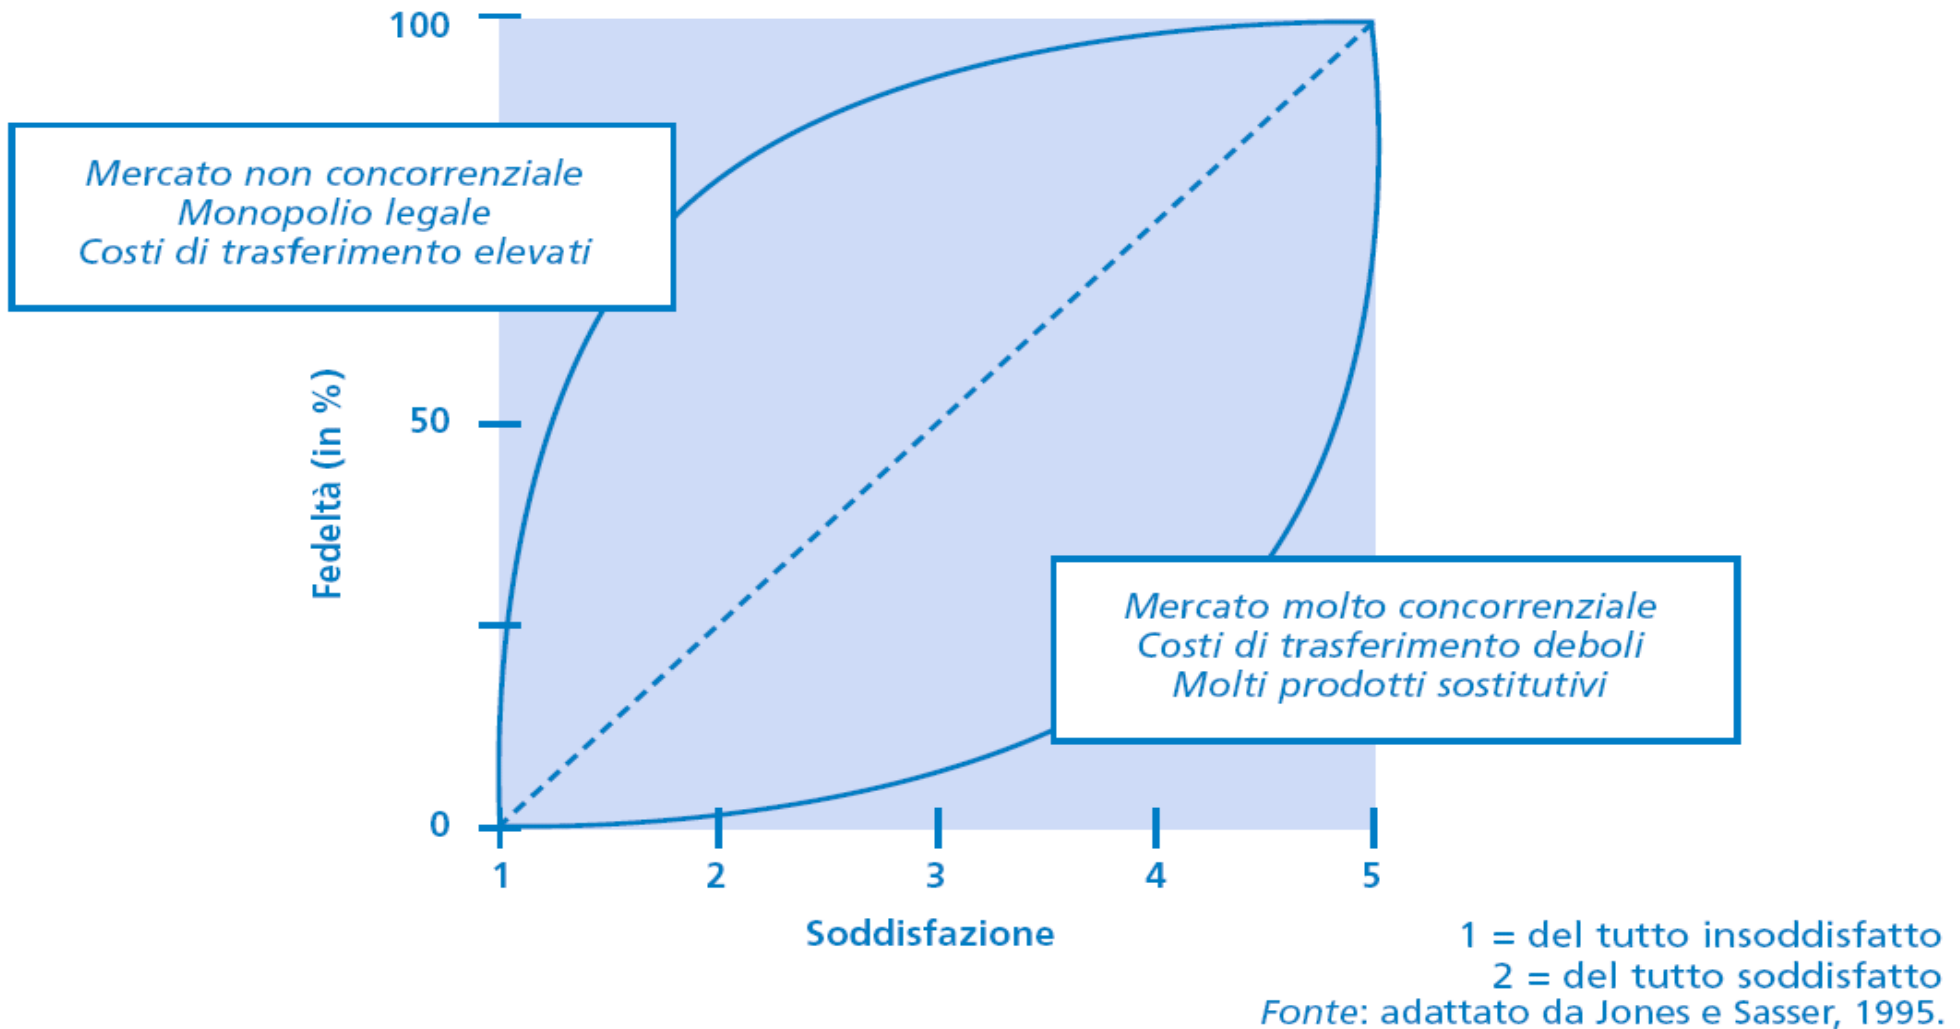 100
Mercato non concorrenziale
Monopolio legale
Costi di trasferimento elevati
Fedeltà (in %)
50
Mercato molto concorrenziale
Costi di trasferimento deboli
Molti prodotti sostitutivi
0
1 2 3 4 5
Soddisfazione
1 = del tutto insoddisfatto
2 = del tutto soddisfatto
Fonte: adattato da Jones e Sasser, 1995.